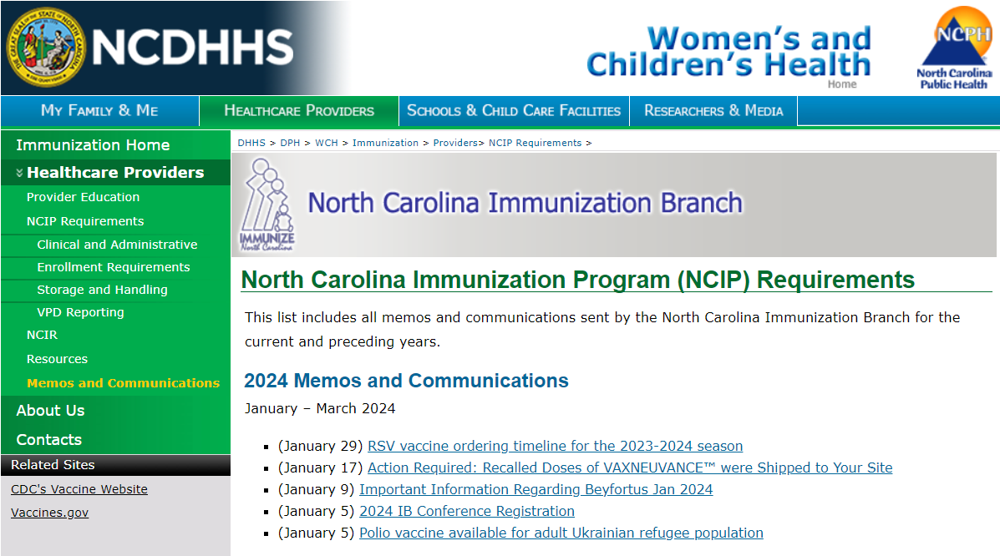 NCDHHS
Women's and
Children's Health
Home
NCPH
North Carolina
Public Health
My Family & Me
Healthcare Providers
Schools & Child Care Facilities
Researchers & Media
Immunization Home
Healthcare Providers
Provider Education
NCIP Requirements
Clinical and Administrative
Enrollment Requirements
Storage and Handling
VPD Reporting
NCIR
Resources
Memos and Communications
About Us
Contacts
Related Sites
CDC's Vaccine Website
Vaccines.gov
DHHS > DPH > WCH > Immunization > Providers> NCIP Requirements >
IMMUNIZE
North Carolina
North Carolina Immunization Branch
North Carolina Immunization Program (NCIP) Requirements
This list includes all memos and communications sent by the North Carolina Immunization Branch for the
current and preceding years.
2024 Memos and Communications
January – March 2024
(January 29) RSV vaccine ordering timeline for the 2023-2024 season
(January 17) Action Required: Recalled Doses of VAXNEUVANCE™ were Shipped to Your Site
(January 9) Important Information Regarding Beyfortus Jan 2024
(January 5) 2024 IB Conference Registration
(January 5) Polio vaccine available for adult Ukrainian refugee population